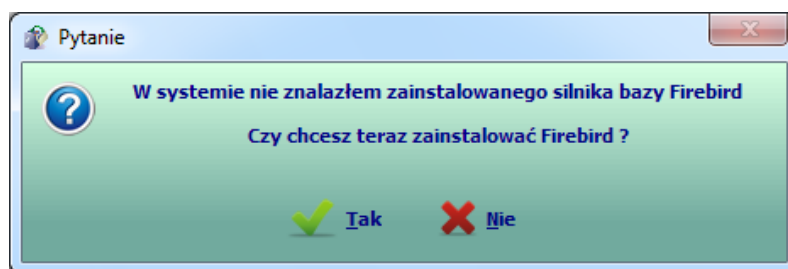 Pytanie
W systemie nie znalazłem zainstalowanego silnika bazy Firebird
Czy chcesz teraz zainstalować Firebird ?
Tak Nie